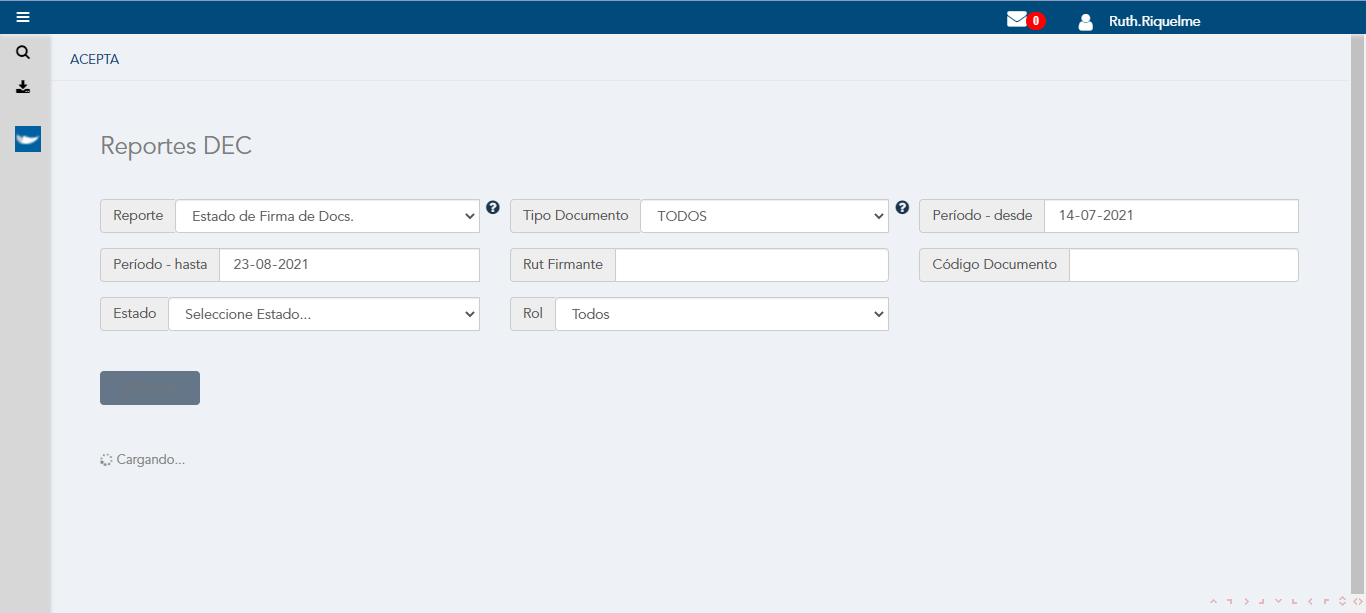 0 Ruth.Riquelme
ACEPTA
Reportes DEC
Reporte Estado de Firma de Docs. Tipo Documento TODOS Período - desde 14-07-2021
Período - hasta 23-08-2021 Rut Firmante Código Documento
Estado Seleccione Estado... Rol Todos
Cargando...